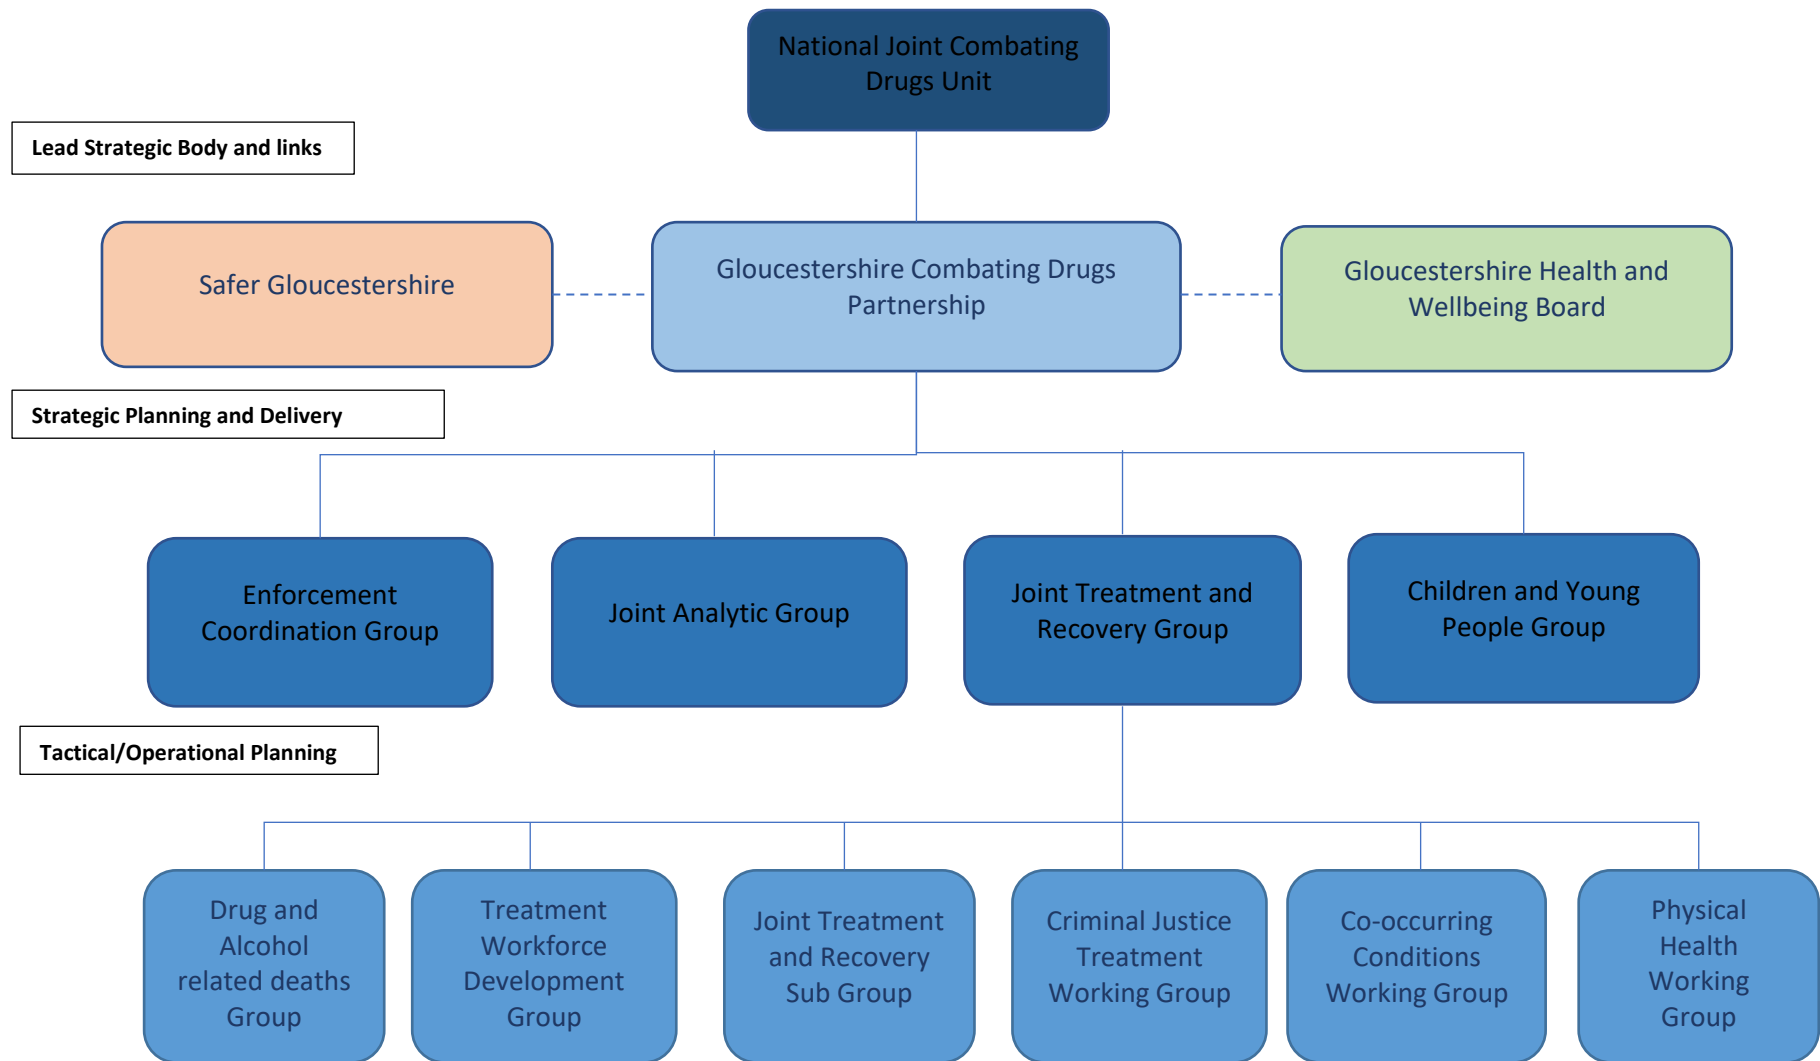 National Joint Combating
Drugs Unit
Lead Strategic Body and links
Safer Gloucestershire
Gloucestershire Combating Drugs
Partnership
Gloucestershire Health and
Wellbeing Board
Strategic Planning and Delivery
Enforcement
Coordination Group
Joint Analytic Group
Joint Treatment and
Recovery Group
Children and Young
People Group
Tactical/Operational Planning
Drug and
Alcohol
related deaths
Group
Treatment
Workforce
Development
Group
Joint Treatment
and Recovery
Sub Group
Criminal Justice
Treatment
Working Group
Co-occurring
Conditions
Working Group
Physical
Health
Working
Group